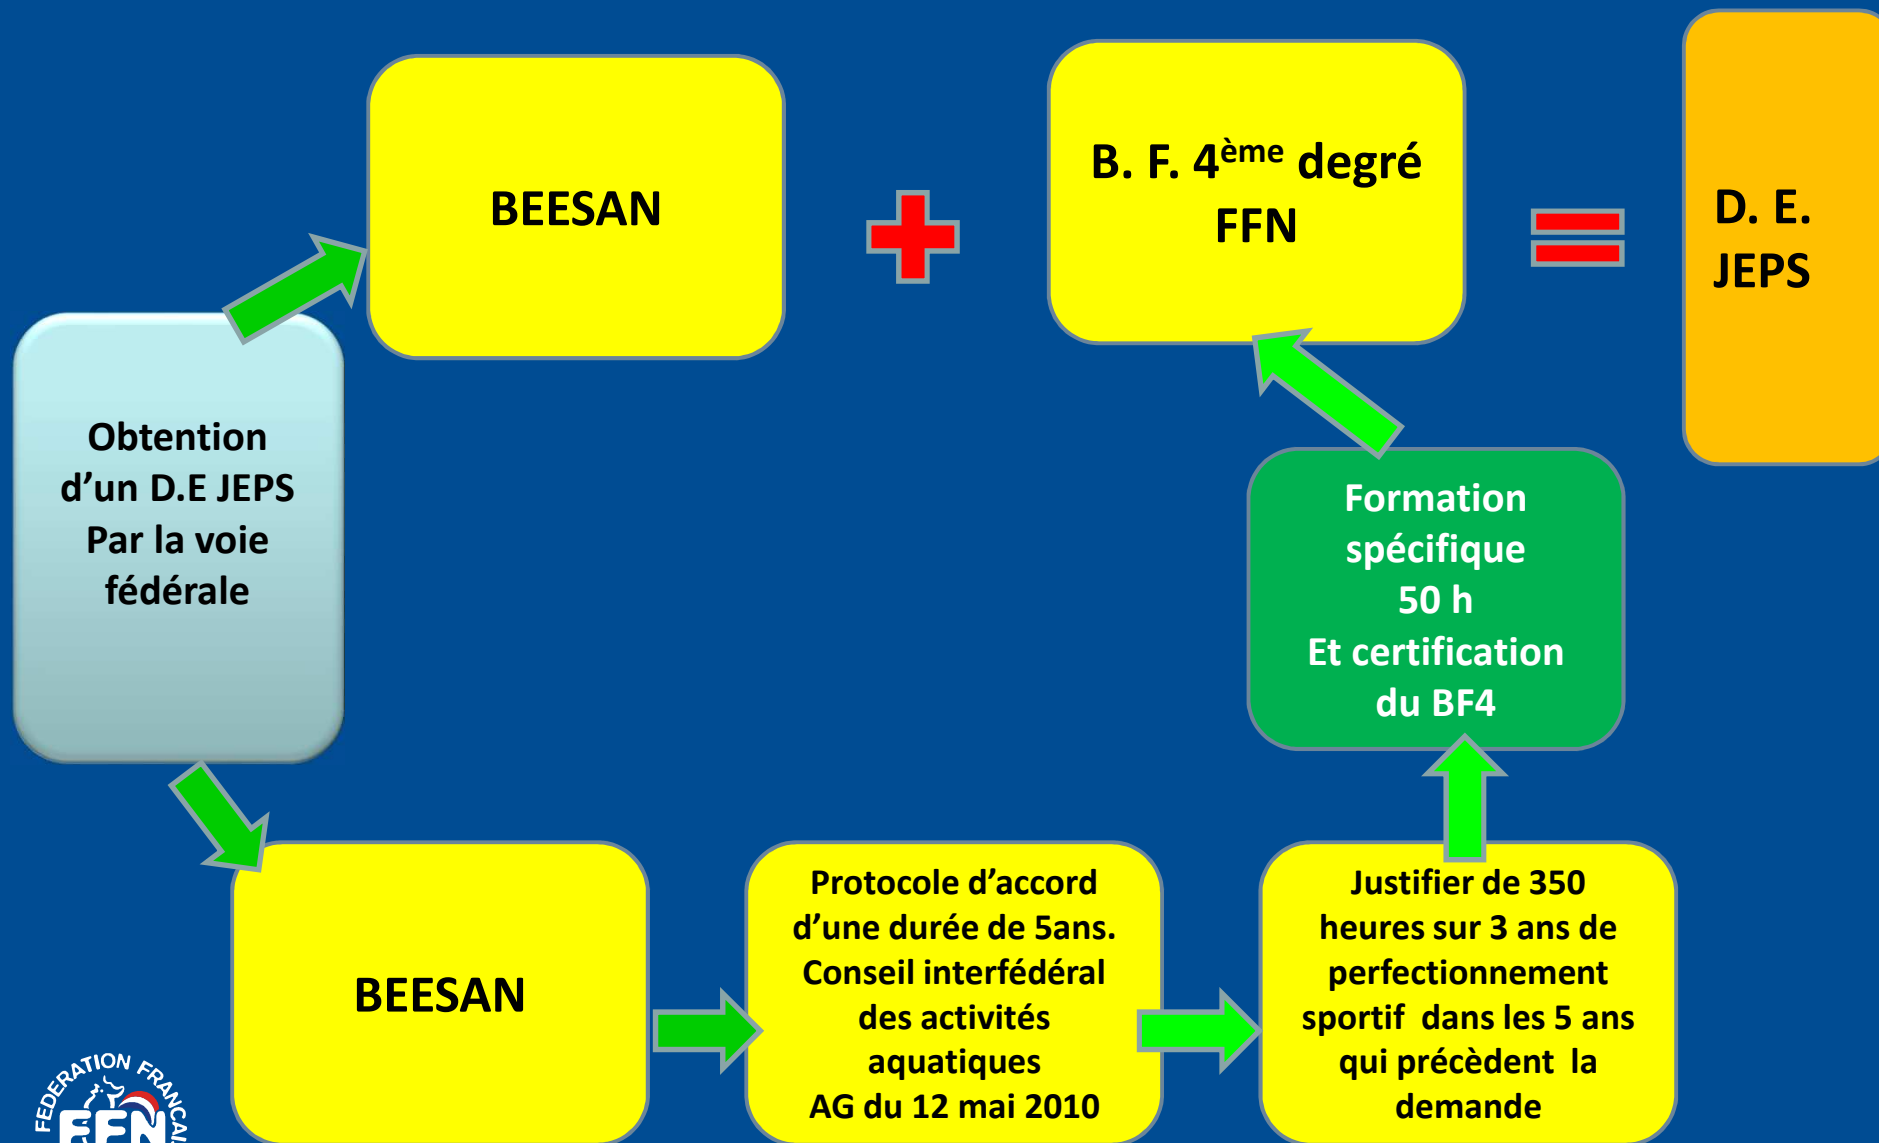 BEESAN
B. F. 4ème degré
FFN
D. E.
JEPS
Obtention
d’un D.E JEPS
Par la voie
fédérale
Formation
spécifique
50 h
Et certification
du BF4
BEESAN
Protocole d’accord
d’une durée de 5ans.
Conseil interfédéral
des activités
aquatiques
AG du 12 mai 2010
Justifier de 350
heures sur 3 ans de
perfectionnement
sportif dans les 5 ans
qui précèdent la
demande
FEDERATION FRANCAI
FFN